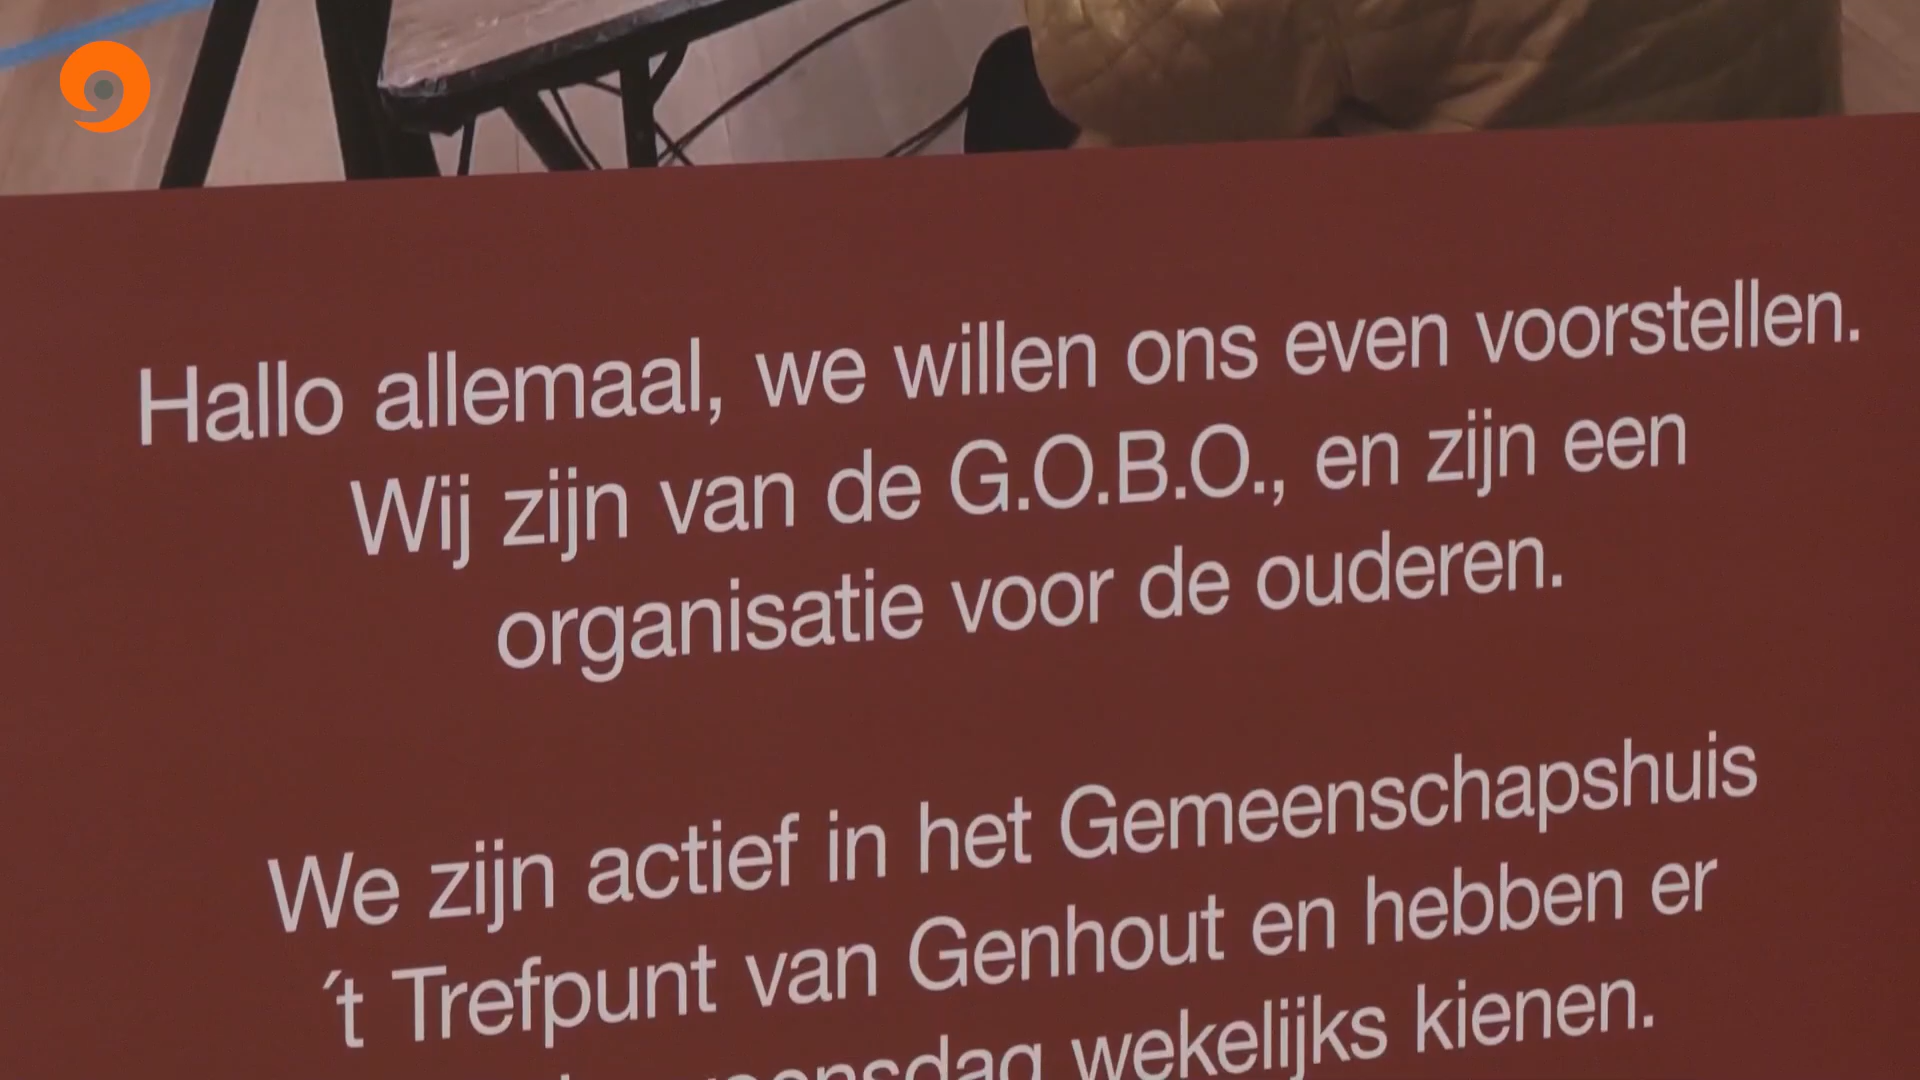 Hallo allemaal, we willen ons even voorstellen.
Wij zijn van de G.O.B.O., en zijn een
organisatie voor de ouderen.
We zijn actief in het Gemeenschapshuis
´t Trefpunt van Genhout en hebben er
wekelijks kienen.